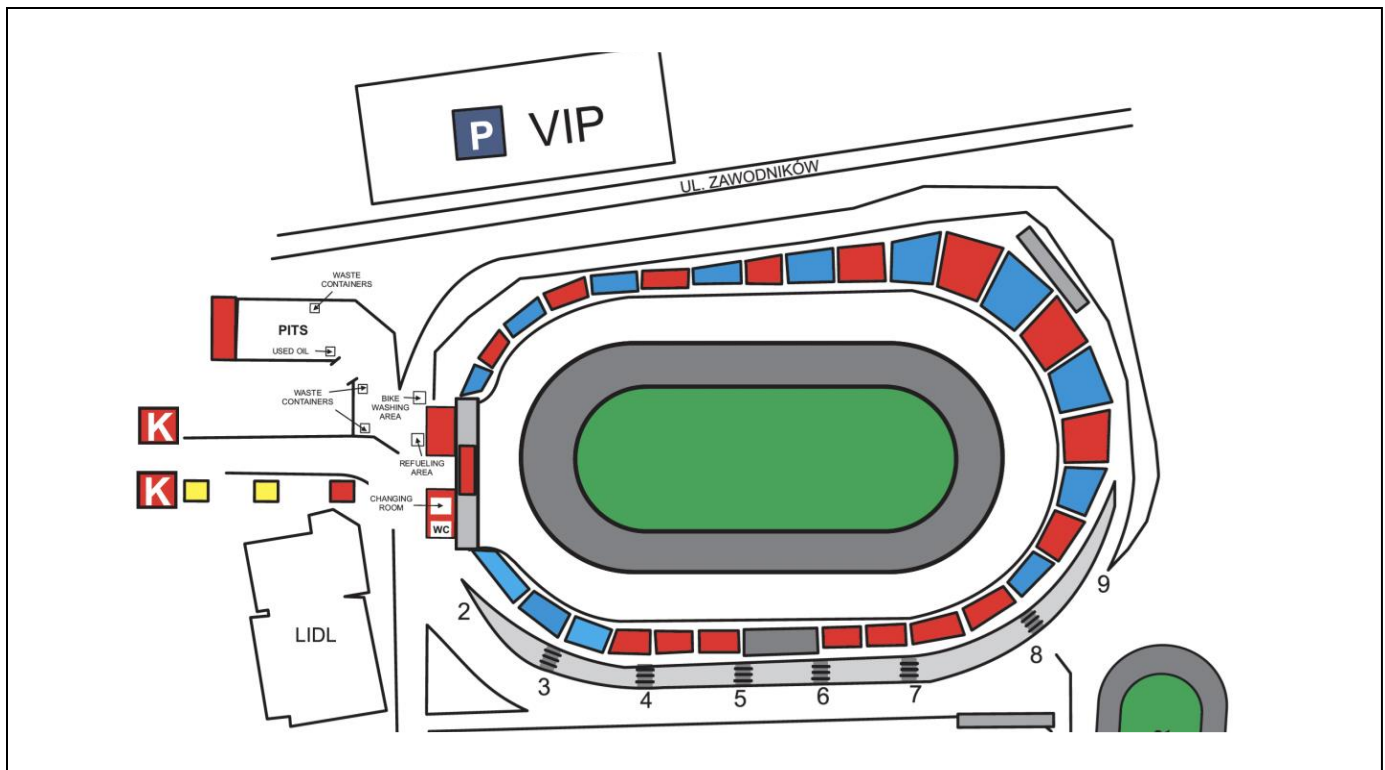 P VIP
UL. ZAWODNIKÓW
WASTE
CONTAINERS
PITS
USED OIL
WASTE
CONTAINERS
BIKE
WASHING
AREA
K
REFUELING
AREA
K
CHANGING
ROOM
WC
LIDL
2
3
4
5
6
7
8
9